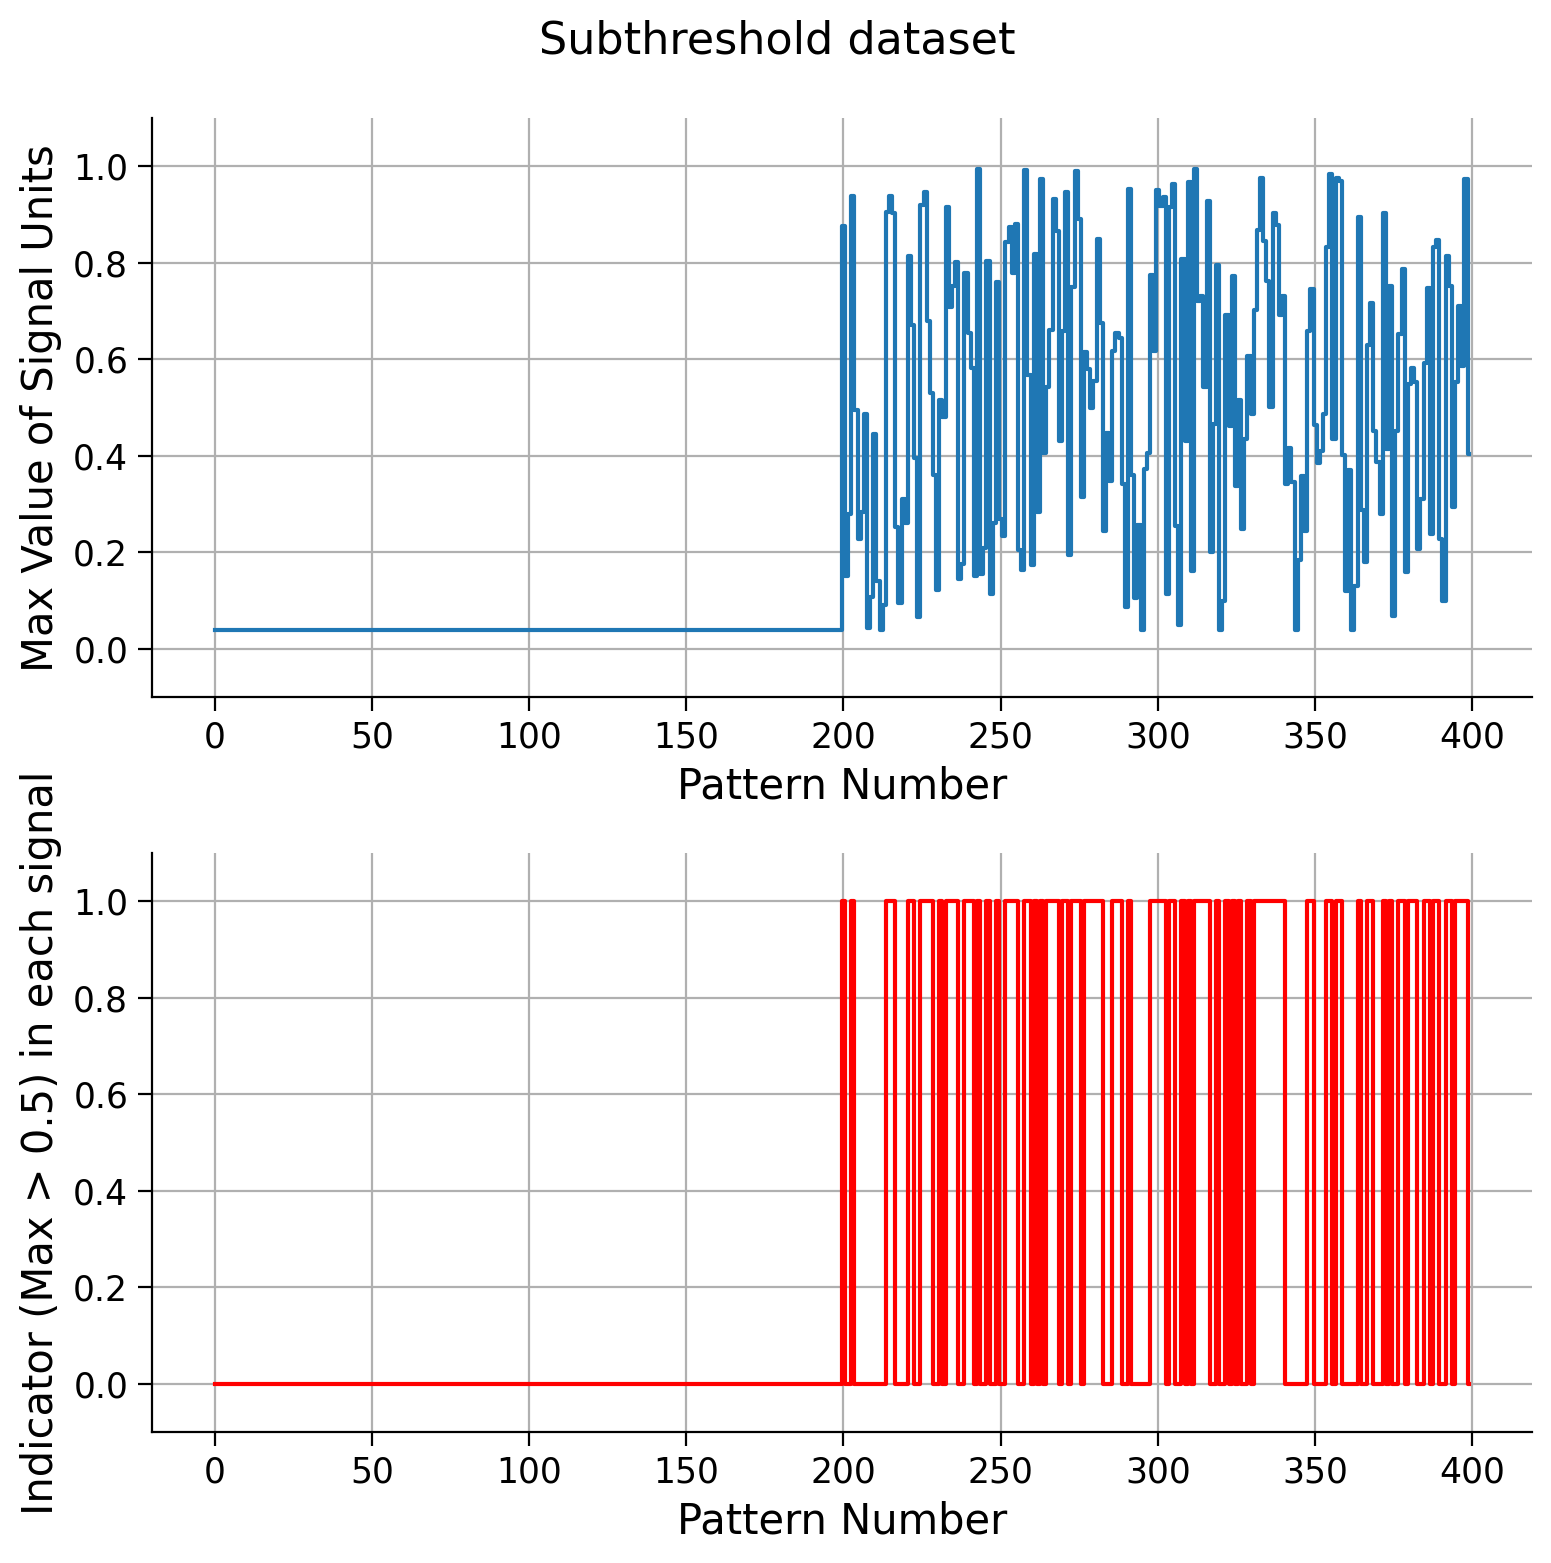 Subthreshold dataset
Max Value of Signal Units
1.0
0.8
0.6
0.4
0.2
0.0
0 50 100 150 200 250 300 350 400
Pattern Number
Indicator (Max > 0.5) in each signal
1.0
0.8
0.6
0.4
0.2
0.0
0 50 100 150 200 250 300 350 400
Pattern Number